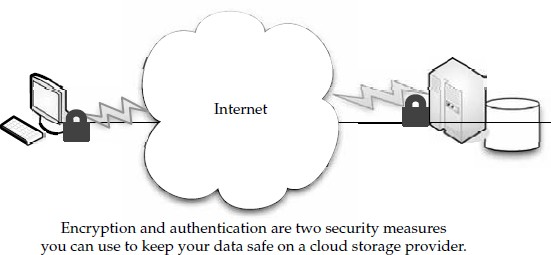 Internet
Encryption and authentication are two security measures
you can use to keep your data safe on a cloud storage provider.